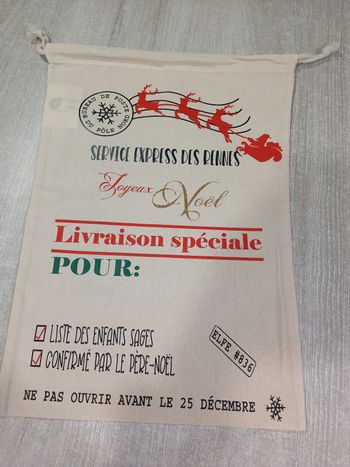 BUREAU DE POSTE
DU PÔLE NORD
SERVICE EXPRESS DES RENNES
Joyeux Noël
Livraison spéciale
POUR:
LISTE DES ENFANTS SAGES
CONFIRMÉ PAR LE PÈRE-NOËL
ELFE #836
NE PAS OUVRIR AVANT LE 25 DÉCEMBRE